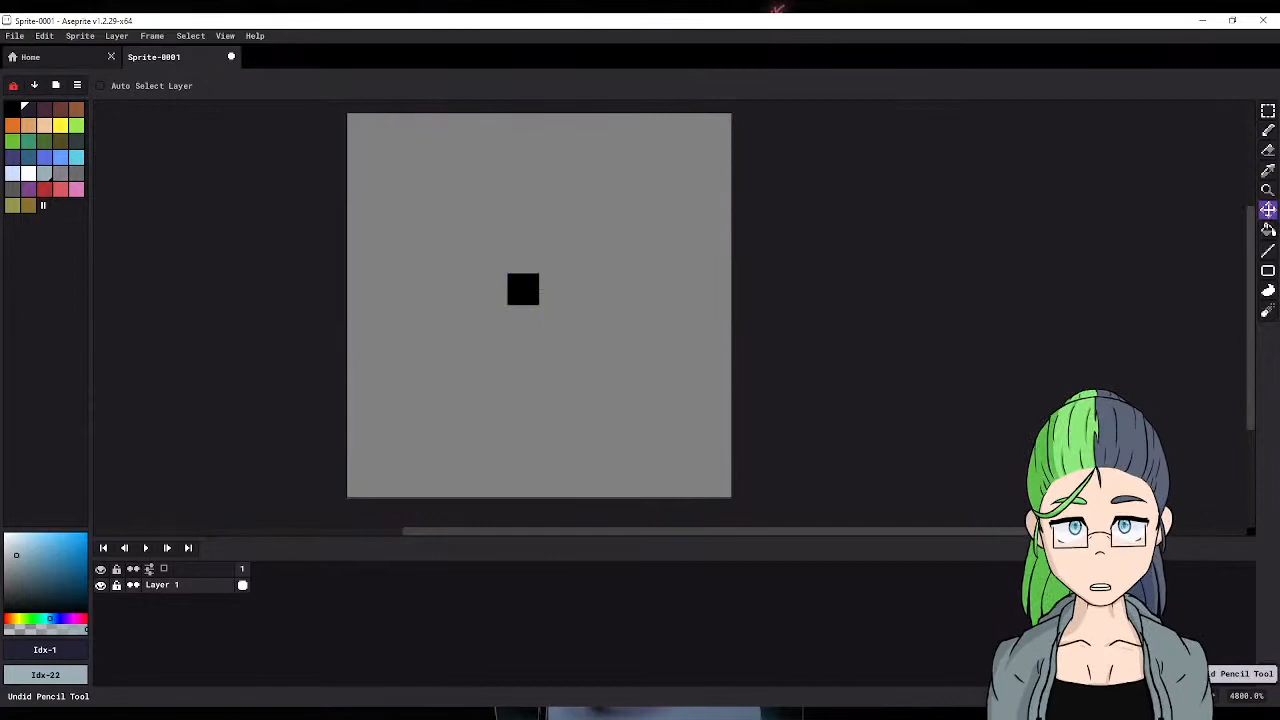 Sprite-0001 - Aseprite v1.2.29-x64
File Edit Sprite Layer Frame Select View Help
Home Sprite-0001
Auto Select Layer
1
Layer 1
Idx-1
Idx-22
Undid Pencil Tool
d Pencil Tool
4800.0%